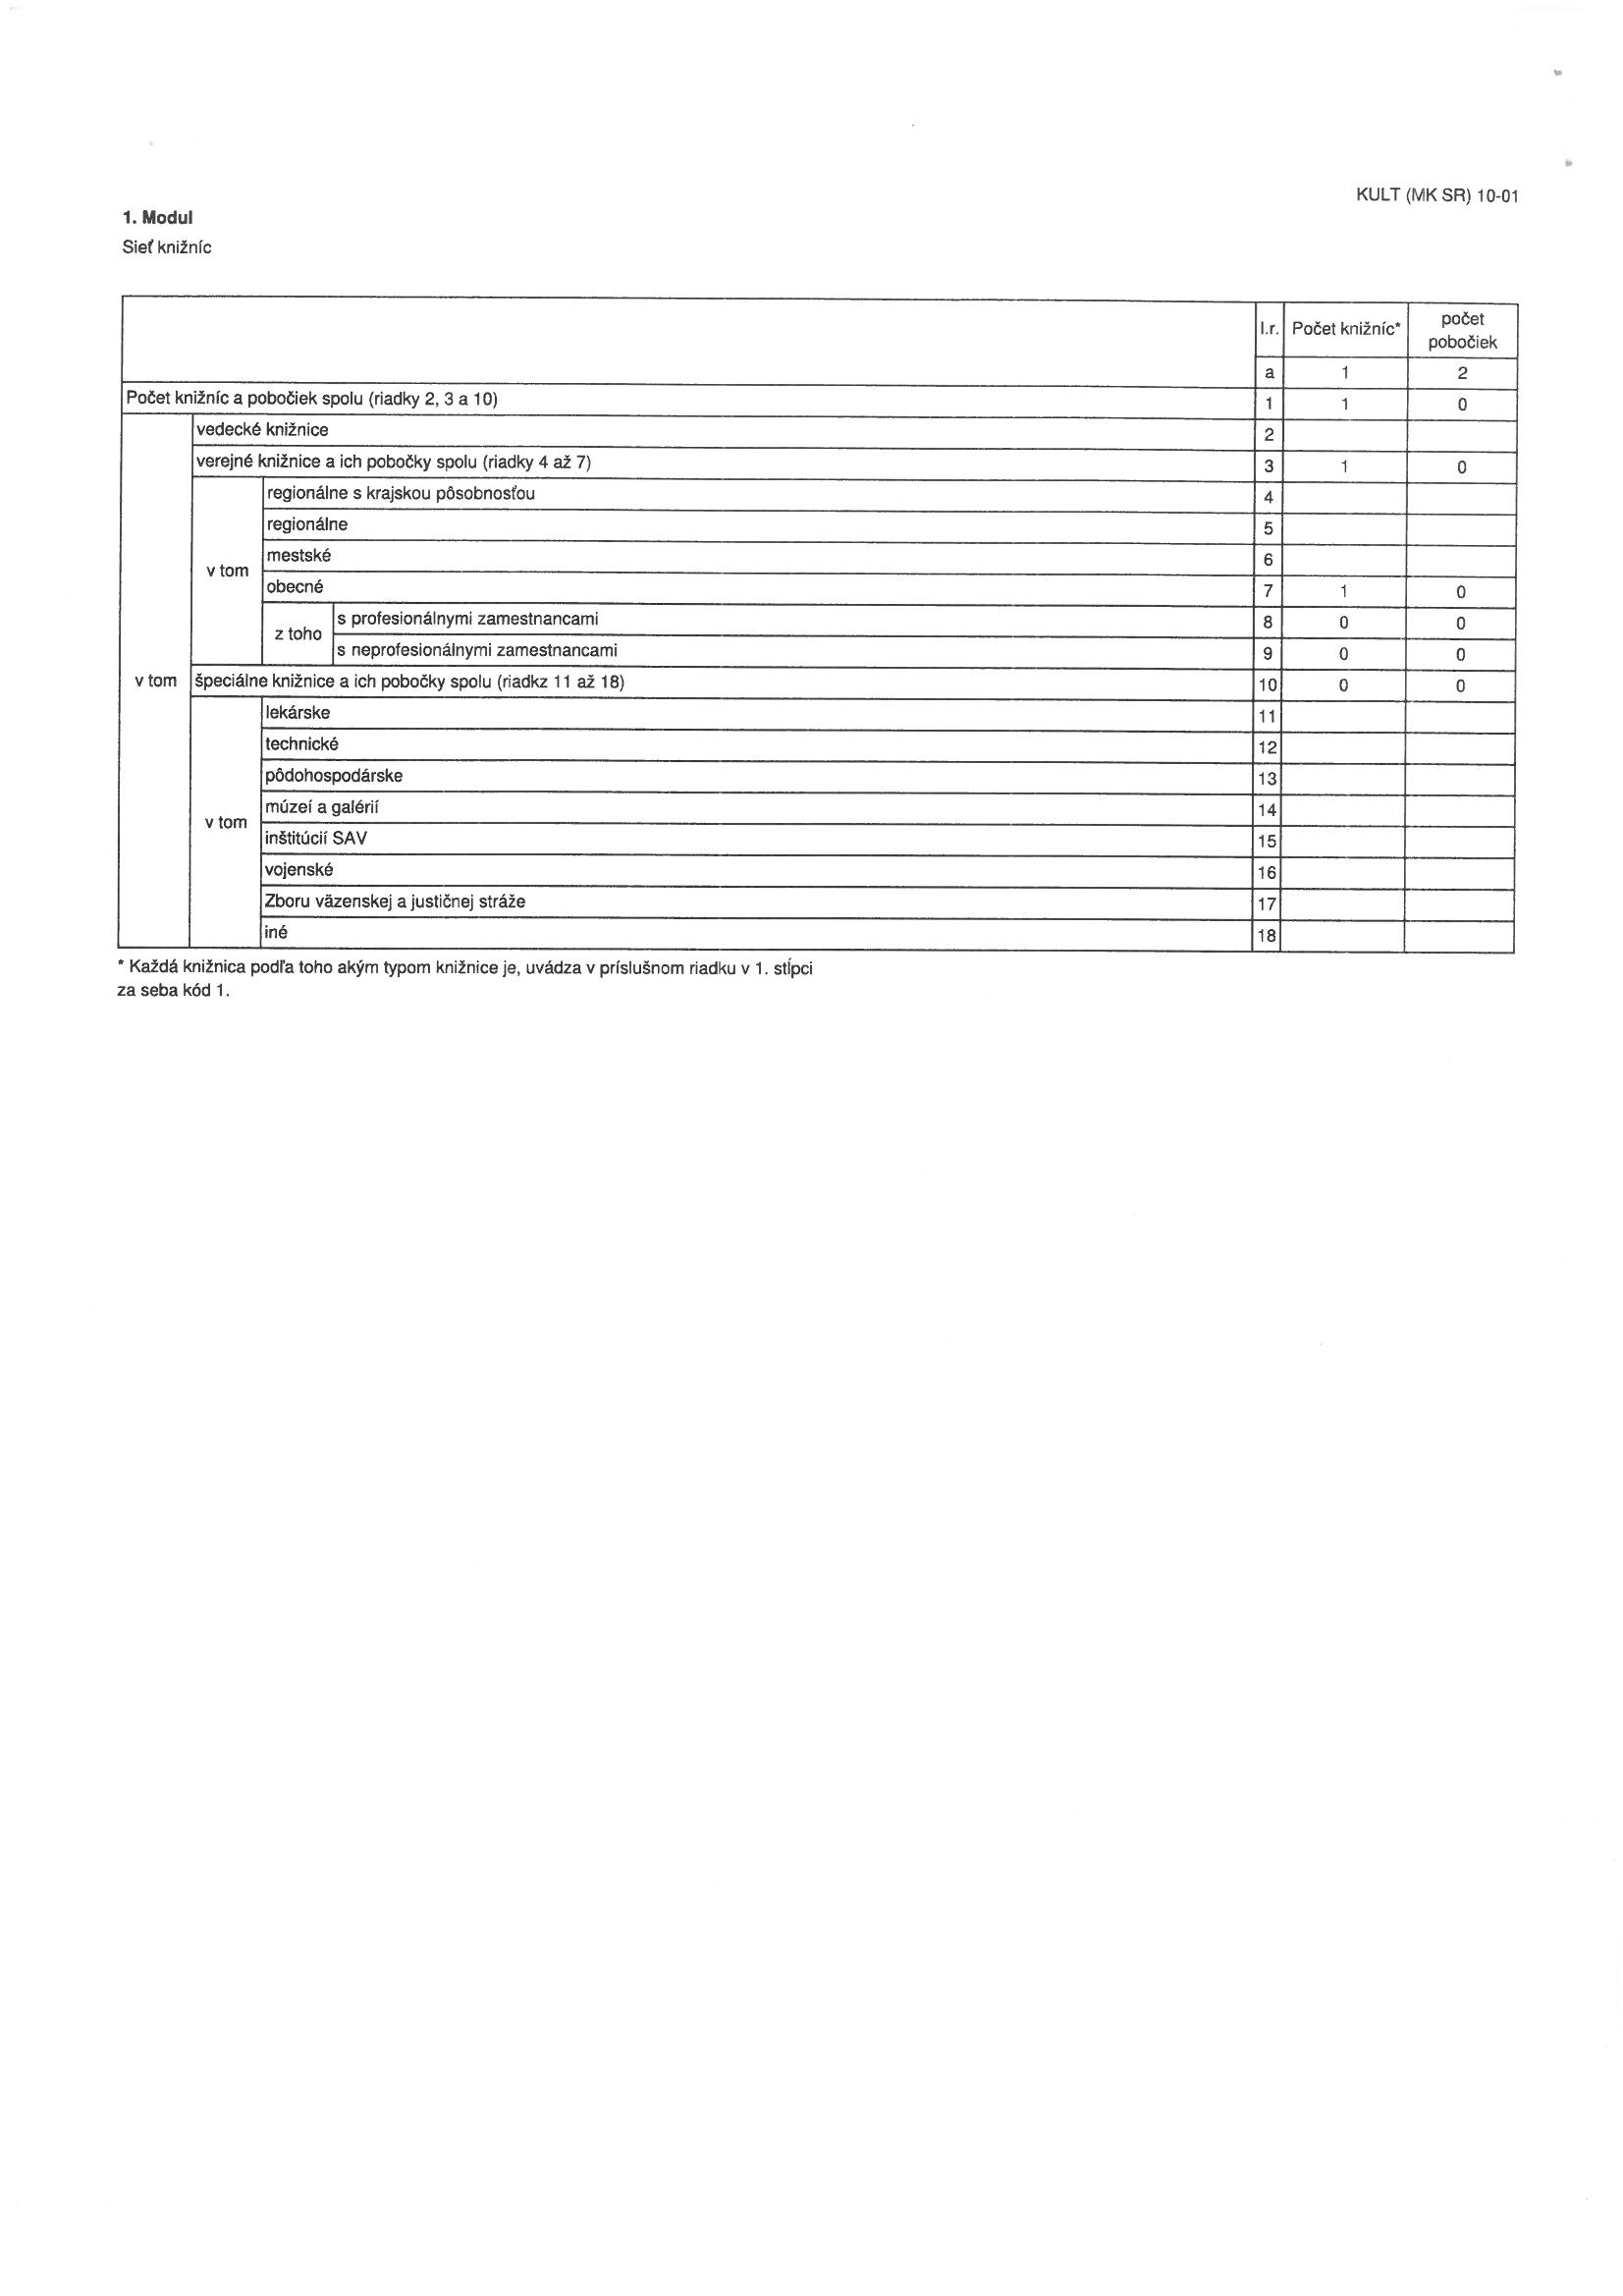 KULT (MK SR) 10-01
1. Modul
Sieť knižníc
l.r. Počet knižníc* počet pobočiek
a 1 2
Počet knižníc a pobočiek spolu (riadky 2, 3 a 10) 1 1 0
vedecké knižnice 2
verejné knižnice a ich pobočky spolu (riadky 4 až 7) 3 1 0
regionálne s krajskou pôsobnosťou 4
regionálne 5
mestské 6
v tom
obecné 7 1 0
s profesionálnymi zamestnancami 8 0 0
z toho
s neprofesionálnymi zamestnancami 9 0 0
v tom špeciálne knižnice a ich pobočky spolu (riadkz 11 až 18) 10 0 0
lekárske 11
technické 12
pôdohospodárske 13
múzeí a galérií 14
v tom
inštitúcií SAV 15
vojenské 16
Zboru väzenskej a justičnej stráže 17
iné 18
* Každá knižnica podľa toho akým typom knižnice je, uvádza v príslušnom riadku v 1. stĺpci
za seba kód 1.